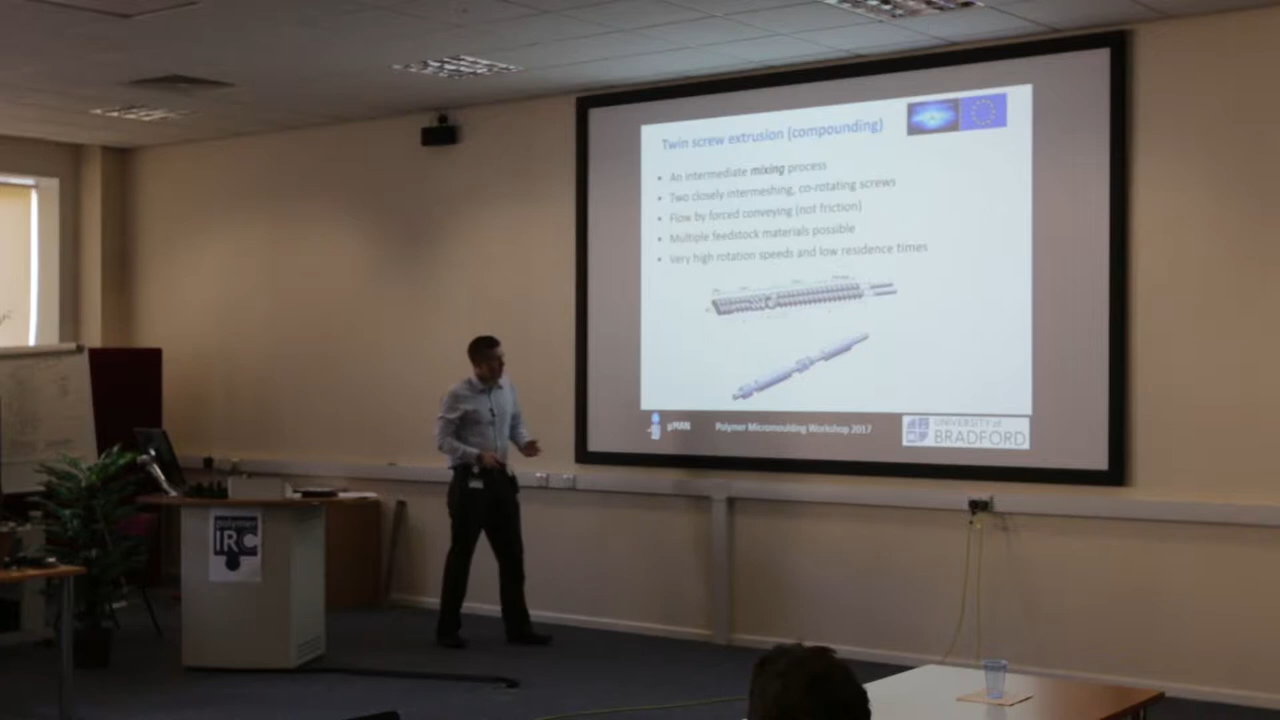 Twin screw extrusion (compounding)
• An intermediate mixing process
• Two closely intermeshing, co-rotating screws
• Flow by forced conveying (not friction)
• Multiple feedstock materials possible
• Very high rotation speeds and low residence times
µMAN
Polymer Micromoulding Workshop 2017
UNIVERSITY of
BRADFORD
polymer
IRC